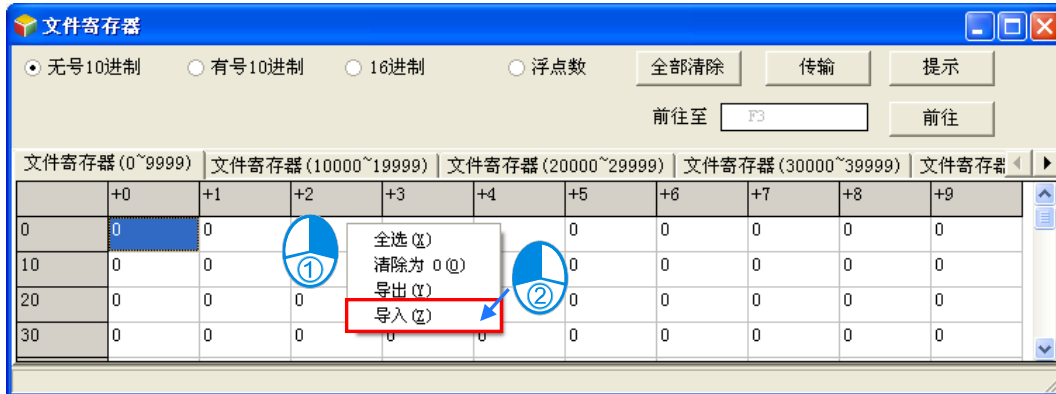 文件寄存器
无号10进制 有号10进制 16进制 浮点数 全部清除 传输 提示
前往至 F3 前往
文件寄存器(0~9999) 文件寄存器(10000~19999) 文件寄存器(20000~29999) 文件寄存器(30000~39999) 文件寄存器
+0 +1 +2 +3 +4 +5 +6 +7 +8 +9
0 0 0 0 0 0 0 0
10 0 0 0 0 0 0 0
20 0 0 0 0 0 0 0 0
30 0 0 0 0 0 0 0 0 0 0
全选(X)
清除为 0(0)
导出(Y)
导入(Z)
①
②